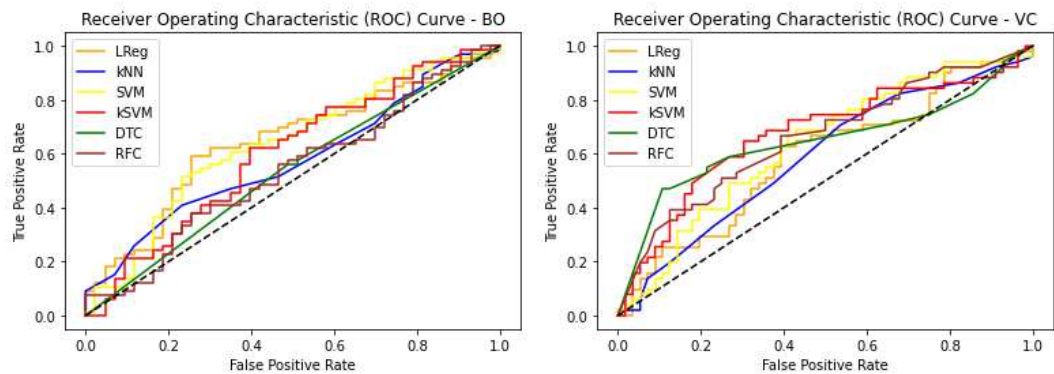 Receiver Operating Characteristic (ROC) Curve - BO
1.0
0.8
0.6
0.4
0.2
0.0
True Positive Rate
LReg
kNN
SVM
kSVM
DTC
RFC
0.0 0.2 0.4 0.6 0.8 1.0
False Positive Rate
Receiver Operating Characteristic (ROC) Curve - VC
1.0
0.8
0.6
0.4
0.2
0.0
True Positive Rate
LReg
kNN
SVM
kSVM
DTC
RFC
0.0 0.2 0.4 0.6 0.8 1.0
False Positive Rate